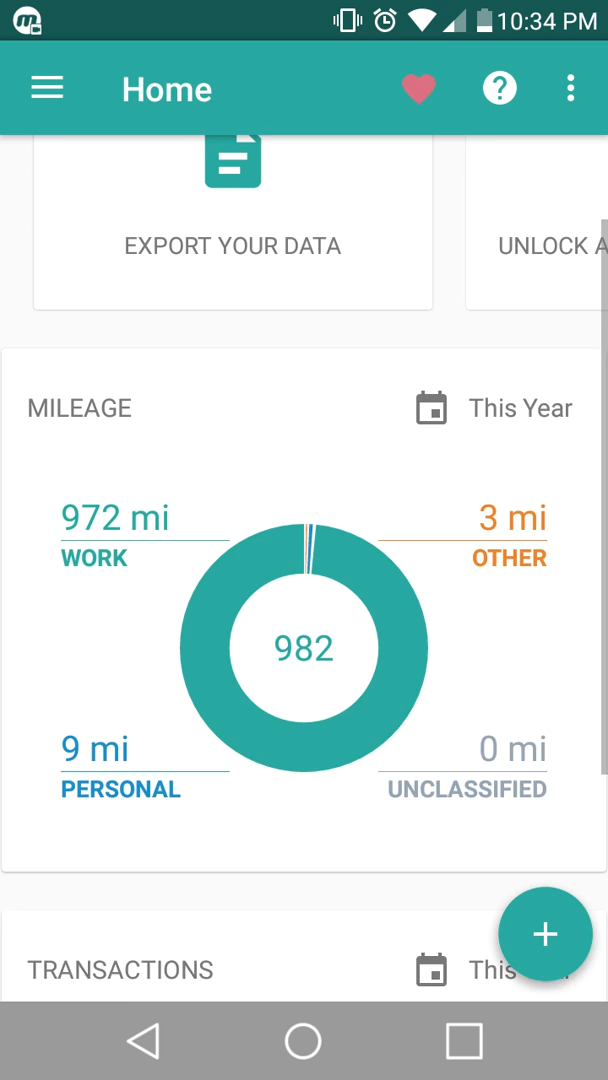 10:34 PM
Home
EXPORT YOUR DATA
UNLOCK A
MILEAGE
This Year
972 mi
WORK
3 mi
OTHER
982
9 mi
PERSONAL
0 mi
UNCLASSIFIED
TRANSACTIONS
This